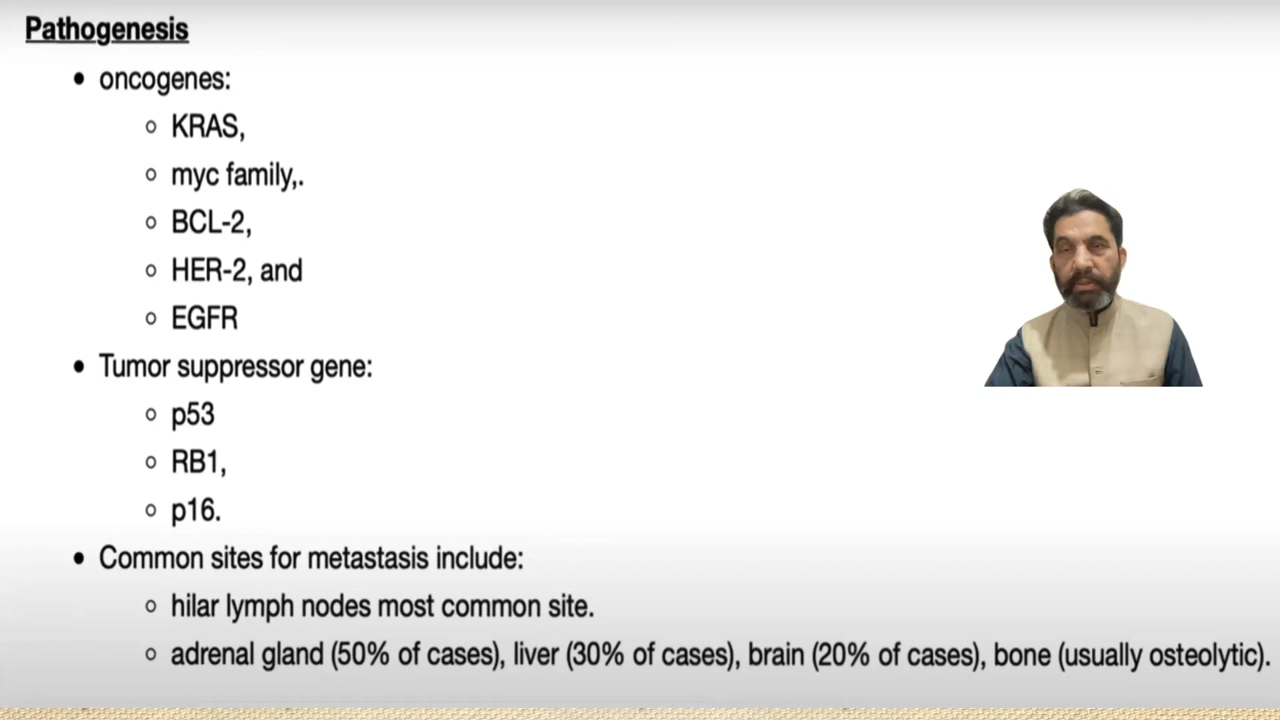 Pathogenesis
• oncogenes:
○ KRAS,
○ myc family,.
○ BCL-2,
○ HER-2, and
○ EGFR
• Tumor suppressor gene:
○ p53
○ RB1,
○ p16.
• Common sites for metastasis include:
○ hilar lymph nodes most common site.
○ adrenal gland (50% of cases), liver (30% of cases), brain (20% of cases), bone (usually osteolytic).